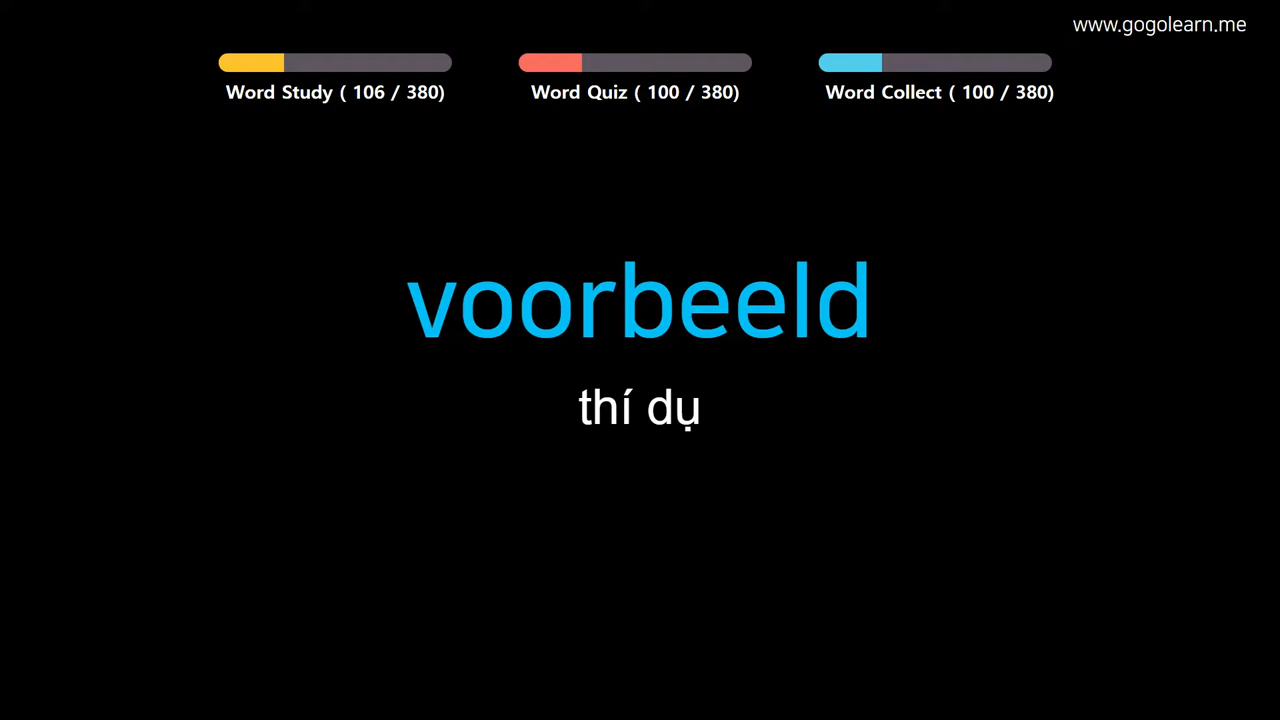 www.gogolearn.me
Word Study ( 106 / 380)
Word Quiz ( 100 / 380)
Word Collect ( 100 / 380)
voorbeeld
thí dụ